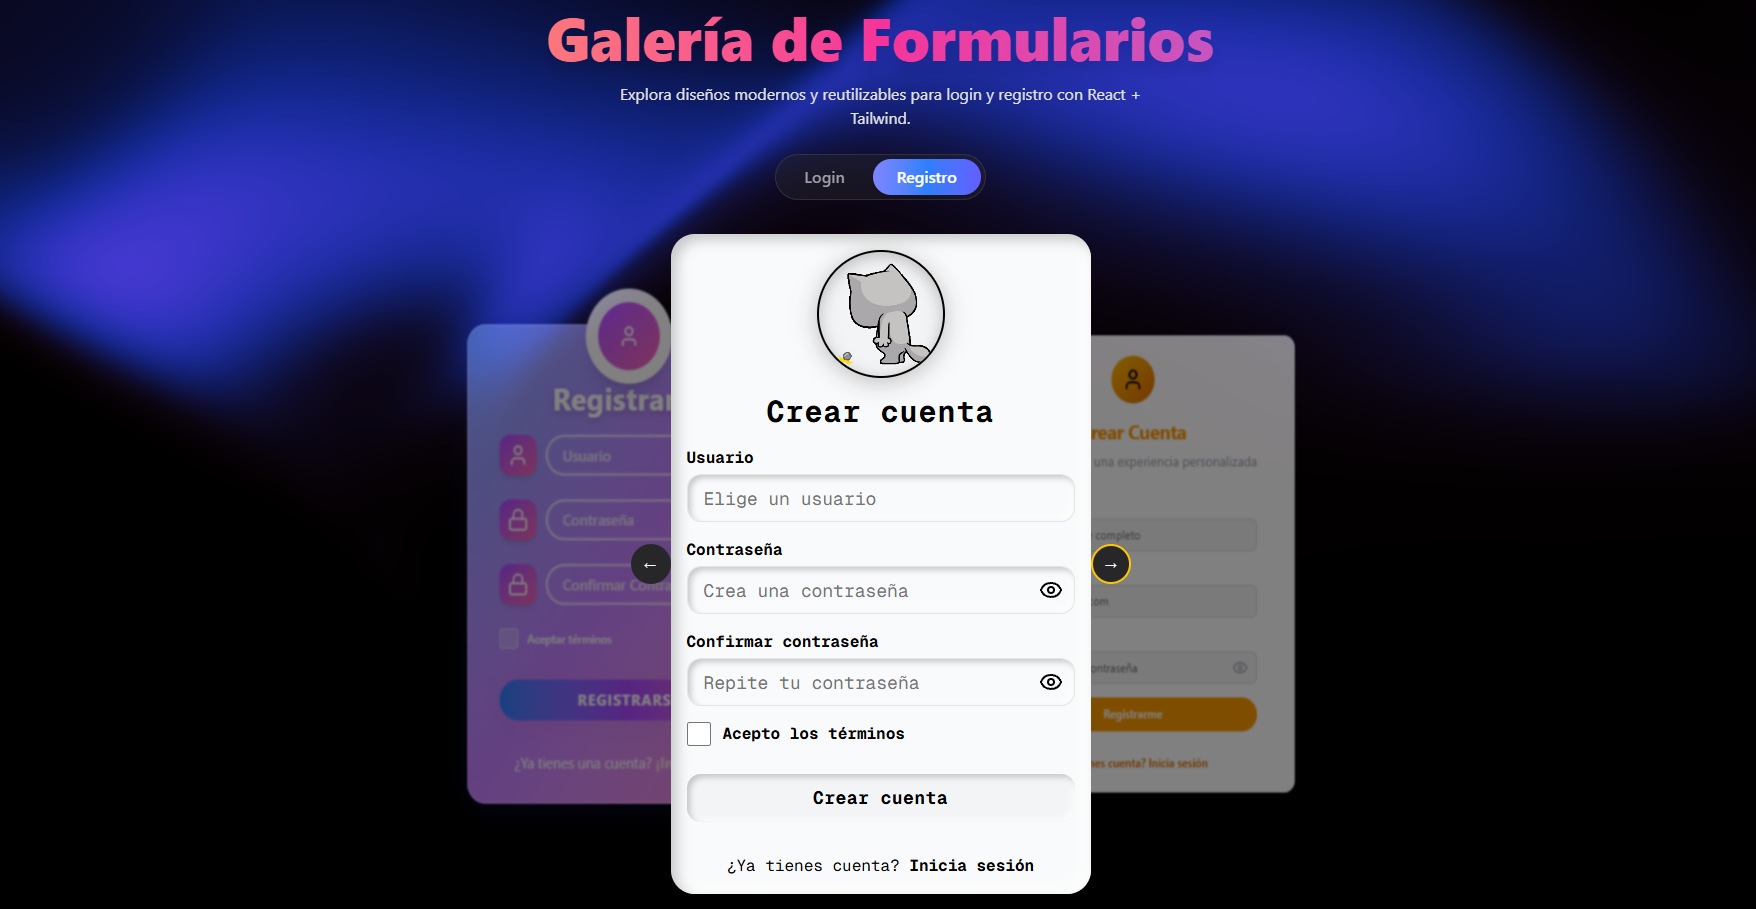 Galería de Formularios
Explora diseños modernos y reutilizables para login y registro con React +
Tailwind.
Login
Registro
Registrar
Usuario
Contraseña
Confirmar
Aceptar términos
REGISTRARS
¿Ya tienes una cuenta?
←
Crear cuenta
Usuario
Elige un usuario
Contraseña
Crea una contraseña
Confirmar contraseña
Repite tu contraseña
Acepto los términos
Crear cuenta
¿Ya tienes cuenta? Inicia sesión
→
rear Cuenta
una experiencia personalizada
completo
com
ontraseña
Registrarme
nes cuenta? Inicia sesión